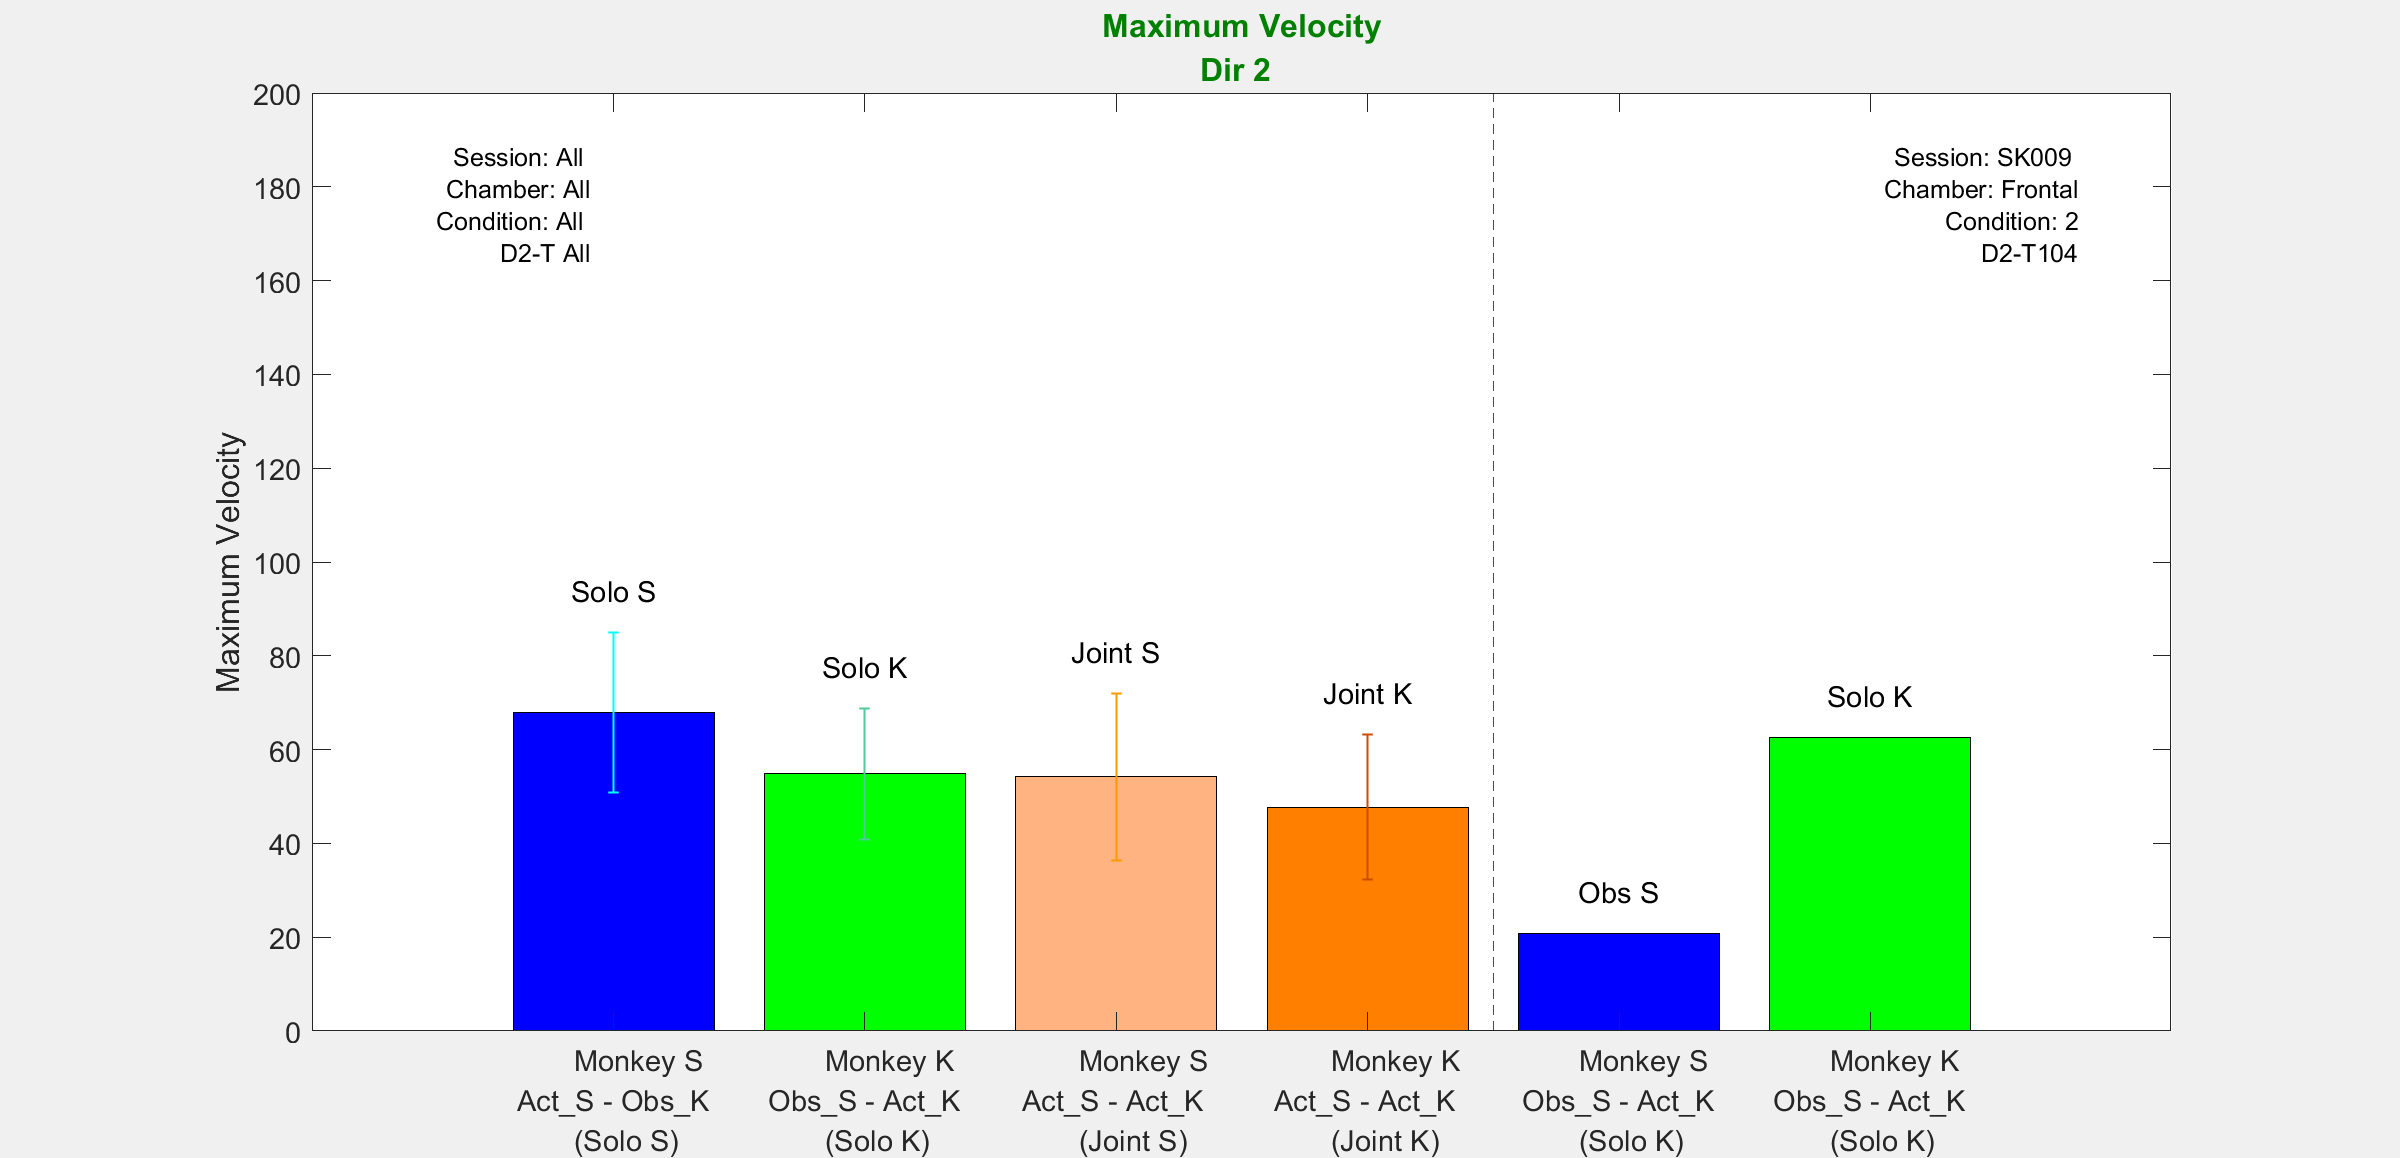 Maximum Velocity
Dir 2
200
180
160
140
120
100
80
60
40
20
0
Maximum Velocity
Session: All
Chamber: All
Condition: All
D2-T All
Session: SK009
Chamber: Frontal
Condition: 2
D2-T104
Solo S
Solo K
Joint S
Joint K
Obs S
Solo K
Monkey S
Act_S - Obs_K
(Solo S)
Monkey K
Obs_S - Act_K
(Solo K)
Monkey S
Act_S - Act_K
(Joint S)
Monkey K
Act_S - Act_K
(Joint K)
Monkey S
Obs_S - Act_K
(Solo K)
Monkey K
Obs_S - Act_K
(Solo K)